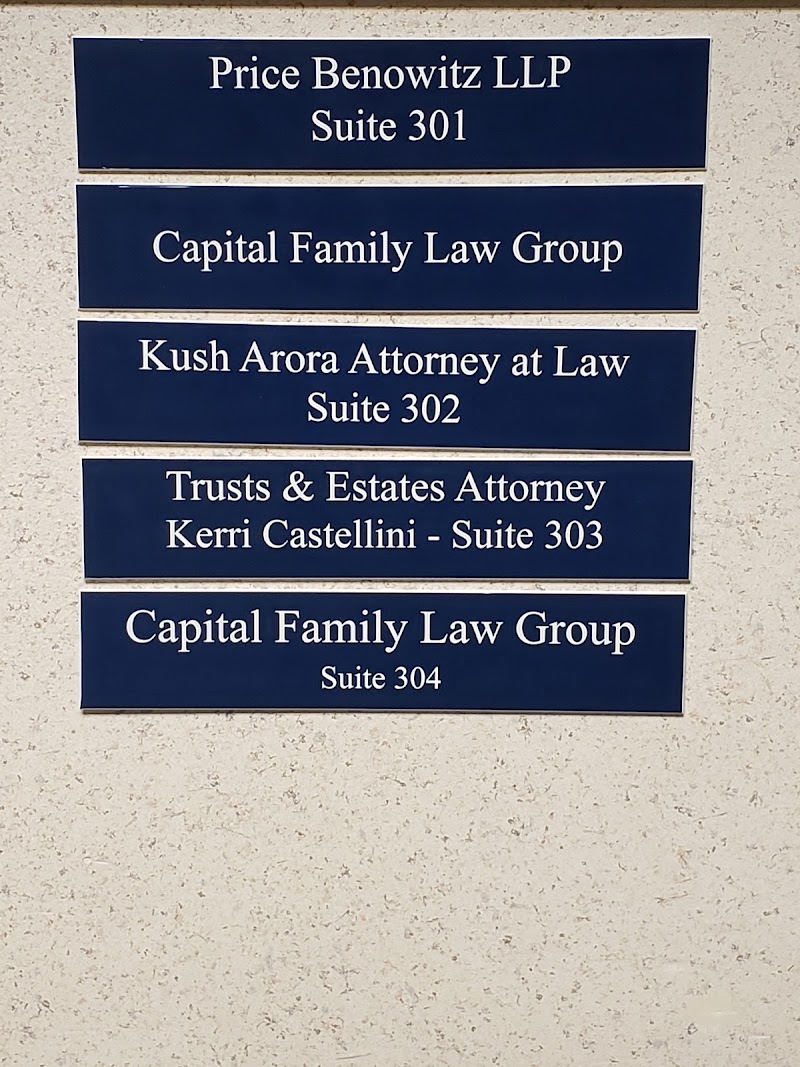 Price Benowitz LLP
Suite 301
Capital Family Law Group
Kush Arora Attorney at Law
Suite 302
Trusts & Estates Attorney
Kerri Castellini - Suite 303
Capital Family Law Group
Suite 304